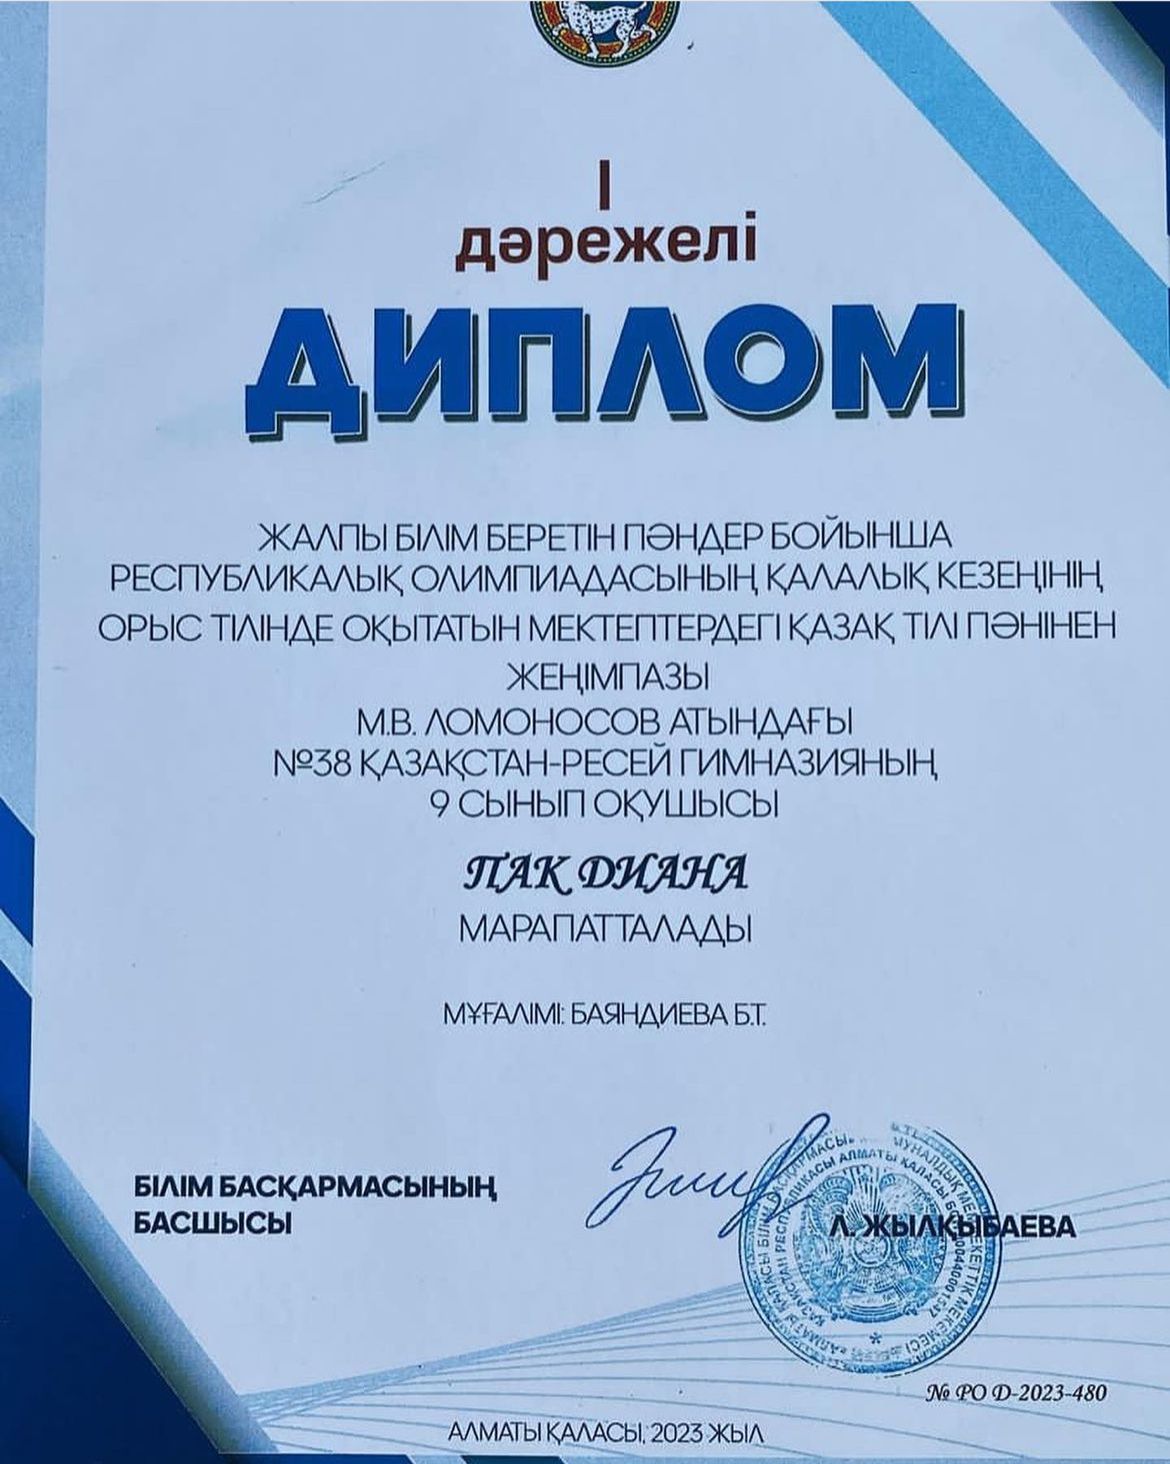 I
дәрежелі
ДИПЛОМ
ЖАЛПЫ БІЛІМ БЕРЕТІН ПӘНДЕР БОЙЫНША
РЕСПУБЛИКАЛЫҚ ОЛИМПИАДАСЫНЫҢ ҚАЛАЛЫҚ КЕЗЕҢІНІҢ
ОРЫС ТІЛІНДЕ ОҚЫТАТЫН МЕКТЕПТЕРДЕГІ ҚАЗАҚ ТІЛІ ПӘНІНЕН
ЖЕҢІМПАЗЫ
М.В. ЛОМОНОСОВ АТЫНДАҒЫ
№38 ҚАЗАҚСТАН-РЕСЕЙ ГИМНАЗИЯНЫҢ
9 СЫНЫП ОҚУШЫСЫ
ПАК ДИАНА
МАРАПАТТАЛАДЫ
МҰҒАЛІМІ: БАЯНДИЕВА Б.Т.
БІЛІМ БАСҚАРМАСЫНЫҢ
БАСШЫСЫ
Л. ЖЫЛҚЫБАЕВА
№ РО D-2023-480
АЛМАТЫ ҚАЛАСЫ, 2023 ЖЫЛ